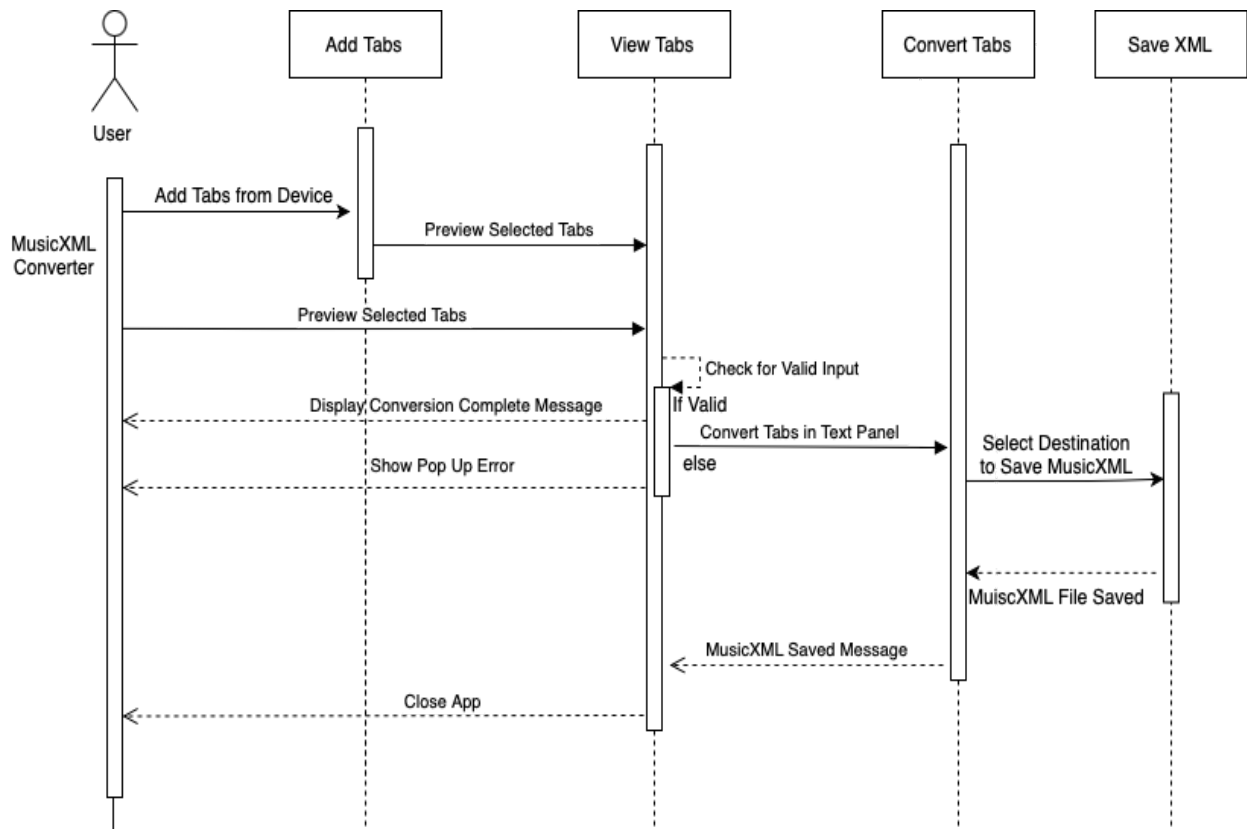 Add Tabs
View Tabs
Convert Tabs
Save XML
User
Add Tabs from Device
Preview Selected Tabs
MusicXML
Converter
Preview Selected Tabs
Check for Valid Input
Display Conversion Complete Message
If Valid
Convert Tabs in Text Panel
Select Destination
to Save MusicXML
Show Pop Up Error
else
MuiscXML File Saved
MusicXML Saved Message
Close App